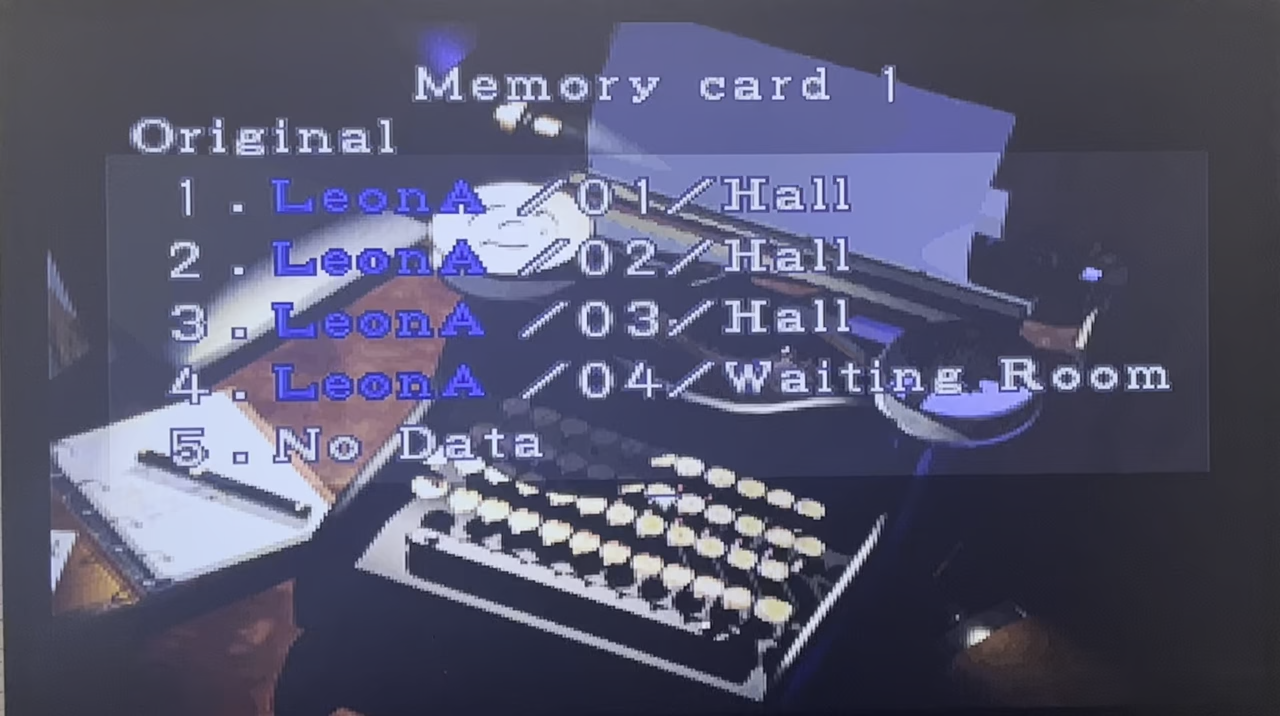 Memory card 1
Original
1. LeonA /01/Hall
2. LeonA /02/Hall
3. LeonA /03/Hall
4. LeonA /04/Waiting Room
5. No Data